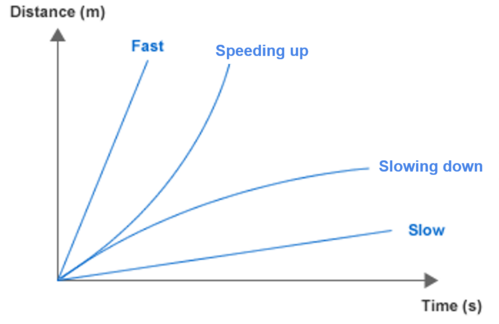 Distance (m)
Fast
Speeding up
Slowing down
Slow
Time (s)